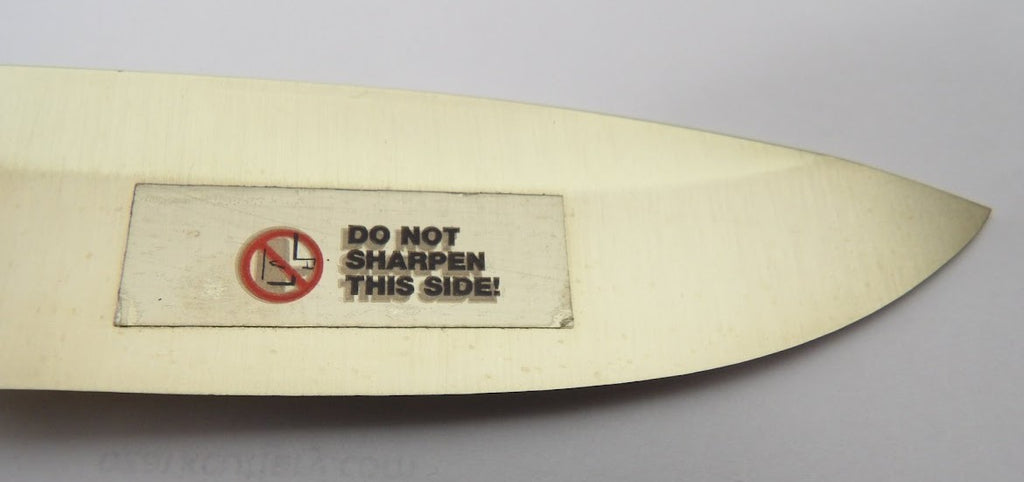 DO NOT
SHARPEN
THIS SIDE!